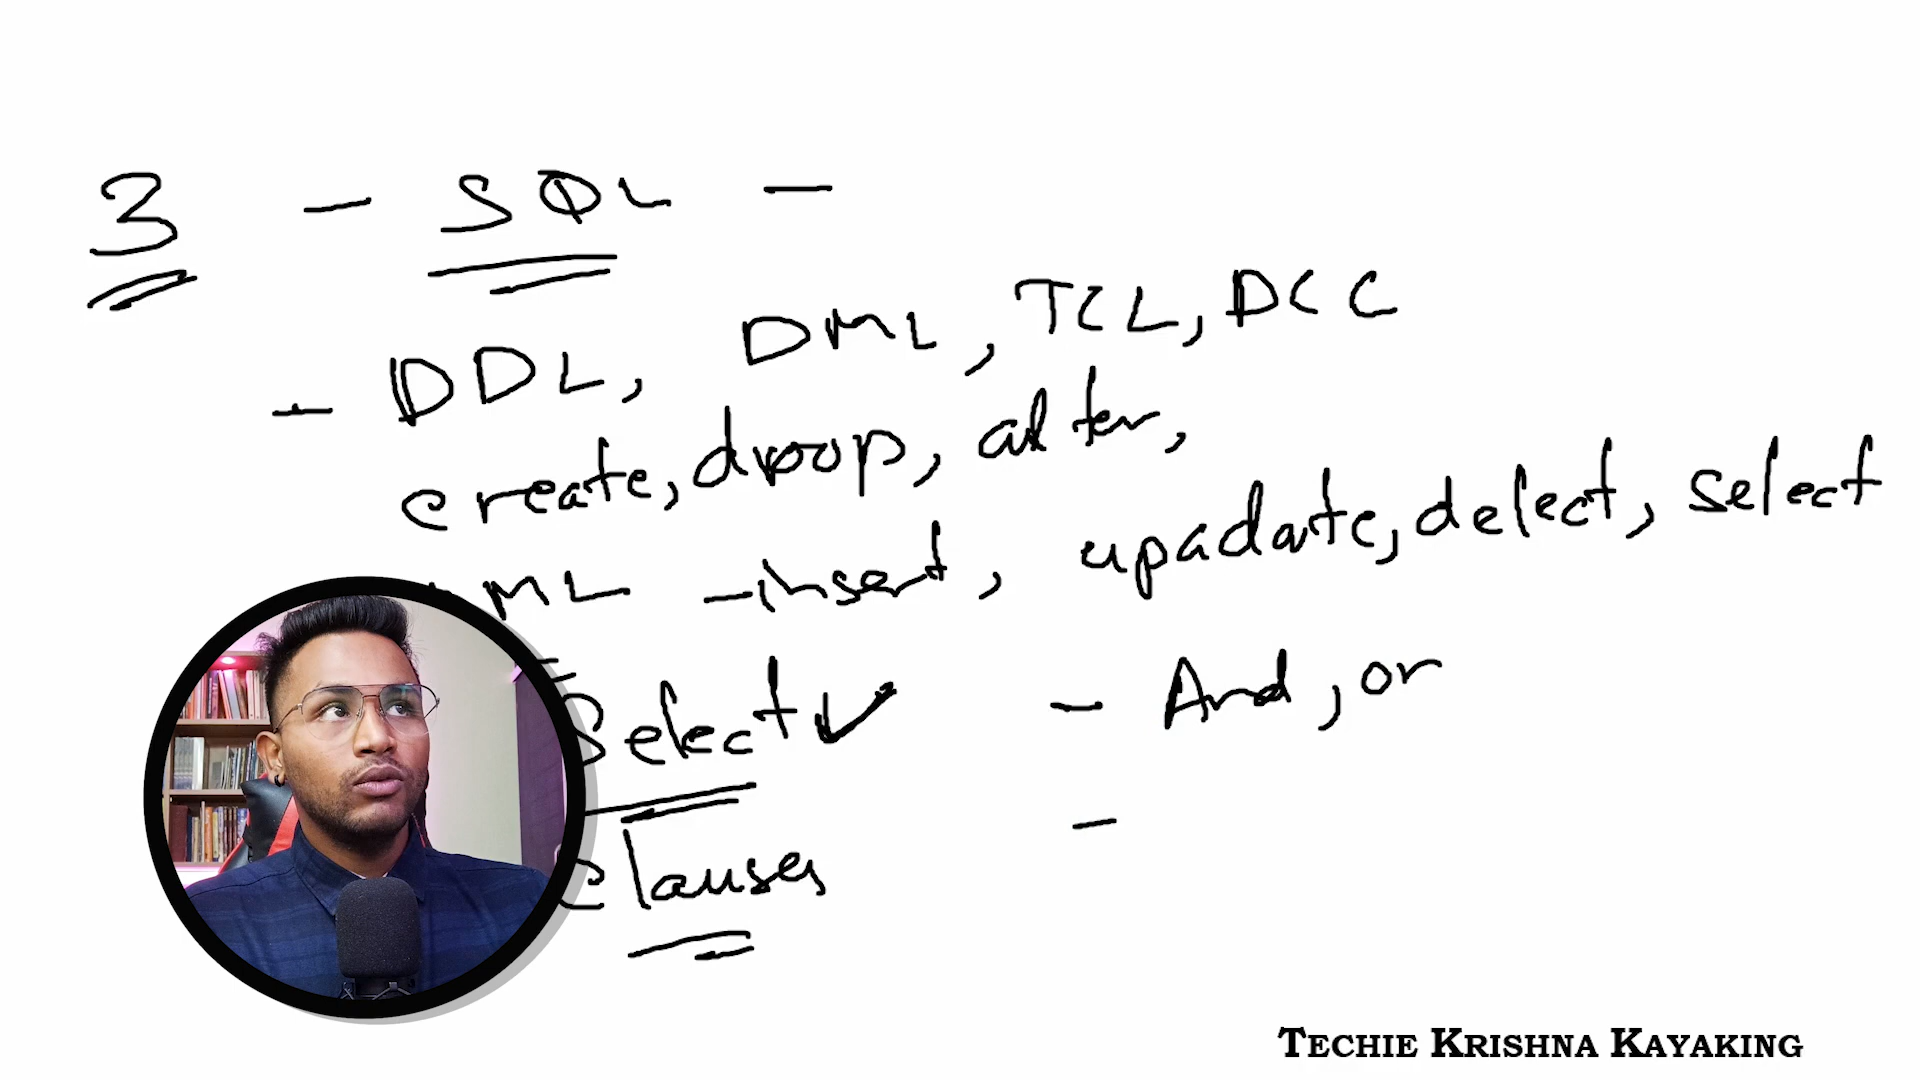 3 - SQL -
- DDL, DML, TCL, DCL
create, droop, alter,
ML - insert, upadate, delect, select
Select ✓ - And, or
-
Clauses
TECHIE KRISHNA KAYAKING